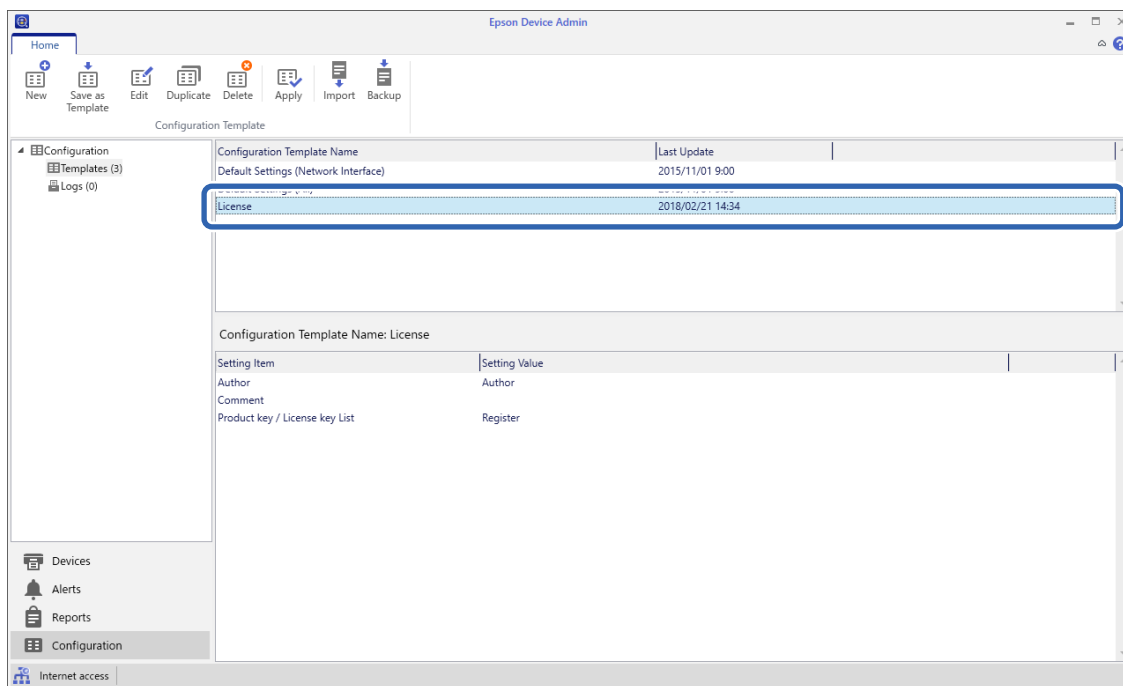 Epson Device Admin
Home
New
Save as
Template
Edit
Duplicate
Delete
Apply
Import
Backup
Configuration Template
Configuration
Templates (3)
Logs (0)
Configuration Template Name
Last Update
Default Settings (Network Interface)
2015/11/01 9:00
License
2018/02/21 14:34
Configuration Template Name: License
Setting Item
Setting Value
Author
Author
Comment
Product key / License key List
Register
Devices
Alerts
Reports
Configuration
Internet access